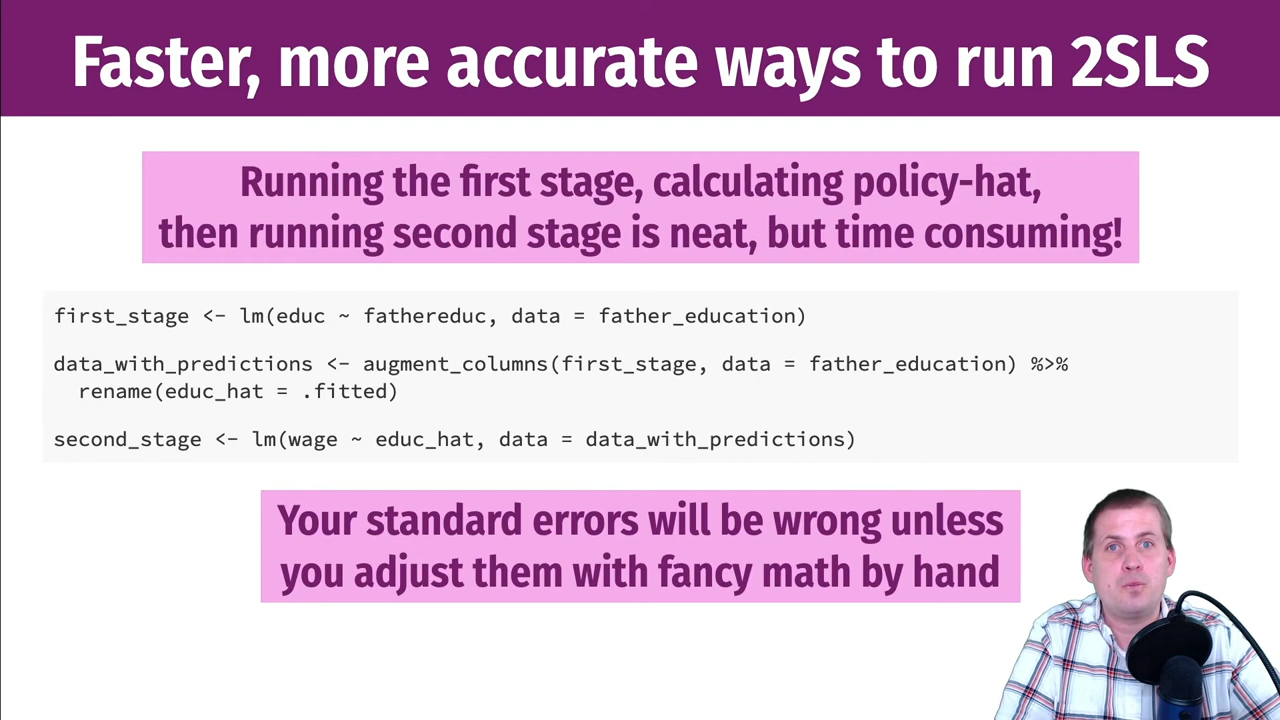 Faster, more accurate ways to run 2SLS
Running the first stage, calculating policy-hat,
then running second stage is neat, but time consuming!
first_stage <- lm(educ ~ fathereduc, data = father_education)
data_with_predictions <- augment_columns(first_stage, data = father_education) %>%
  rename(educ_hat = .fitted)
second_stage <- lm(wage ~ educ_hat, data = data_with_predictions)
Your standard errors will be wrong unless
you adjust them with fancy math by hand